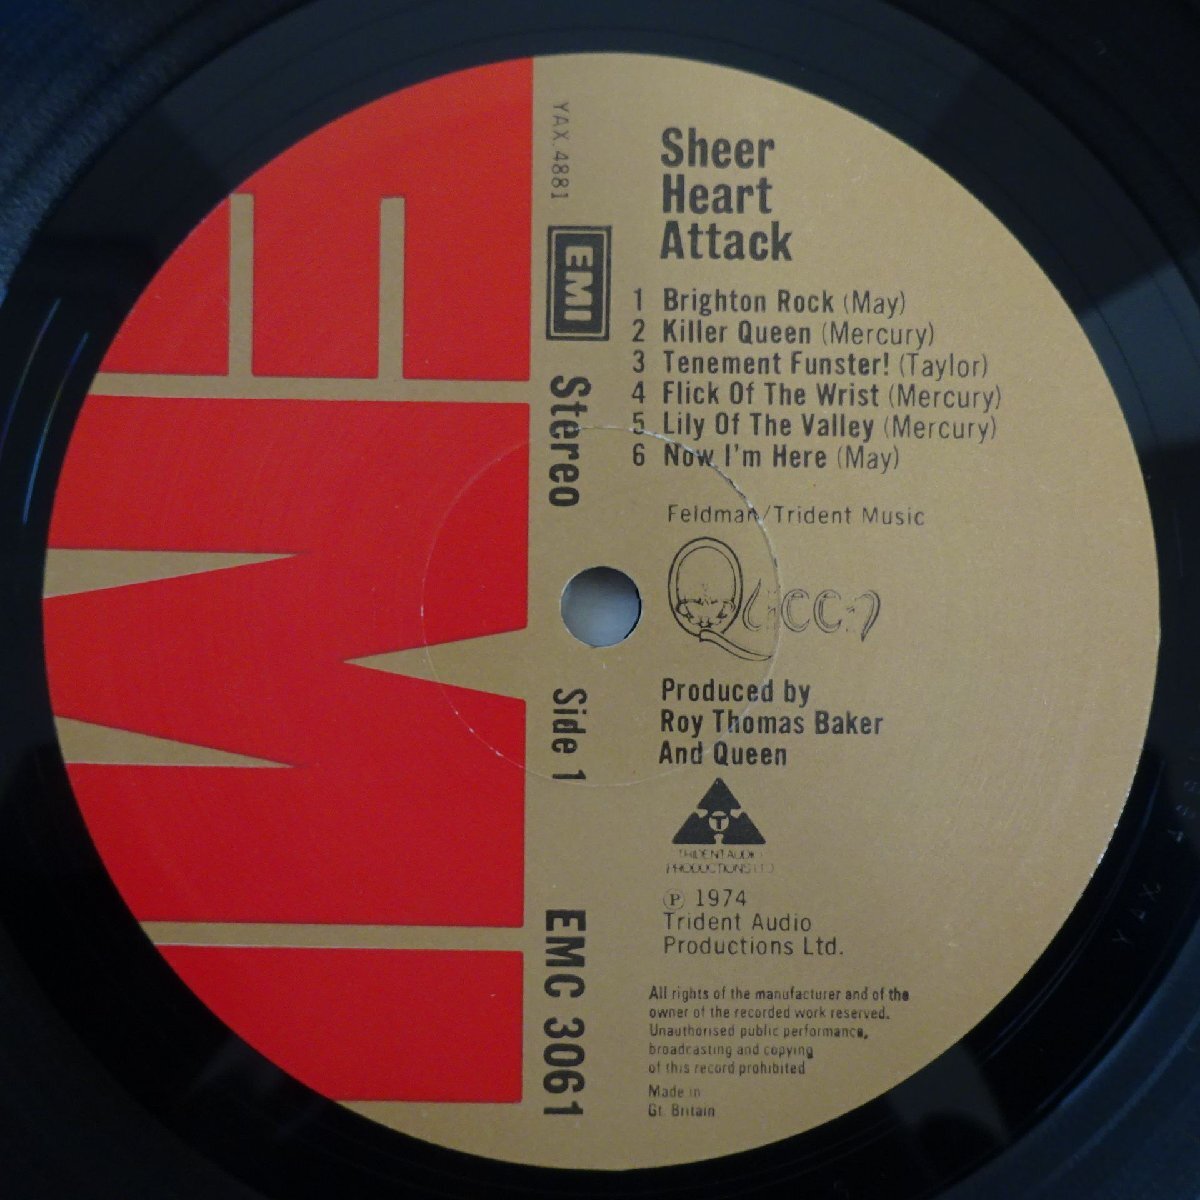 Sheer
Heart
Attack
1 Brighton Rock (May)
2 Killer Queen (Mercury)
3 Tenement Funster! (Taylor)
4 Flick Of The Wrist (Mercury)
5 Lily Of The Valley (Mercury)
6 Now I'm Here (May)
Feldman/Trident Music
Queen
Produced by
Roy Thomas Baker
And Queen
T
TRIDENT AUDIO
PRODUCTIONS LTD
Ⓟ 1974
Trident Audio
Productions Ltd.
All rights of the manufacturer and of the
owner of the recorded work reserved.
Unauthorised public performance,
broadcasting and copying
of this record prohibited
Made in
Gt. Britain
YAX.4881
EMI
Stereo
Side 1
EMC 3061
EMI